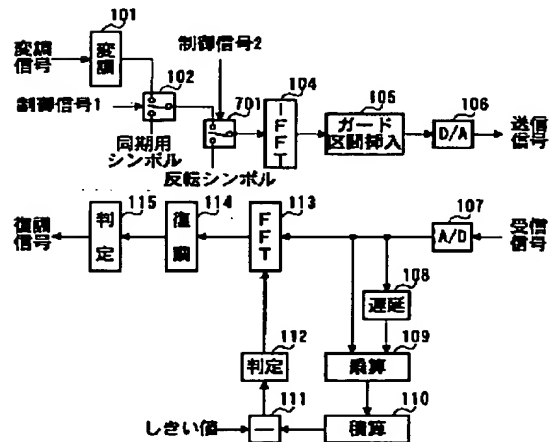 101
変調
信号
変調
制御信号2
102
制御信号1
701
104
IFFT
105
ガード
区間挿入
106
D/A
送信
信号
同期用
シンボル
反転シンボル
115
114
113
107
復調
信号
判定
復調
FFT
A/D
受信
信号
108
遅延
112
109
判定
乗算
111
110
しきい値
ー
積算